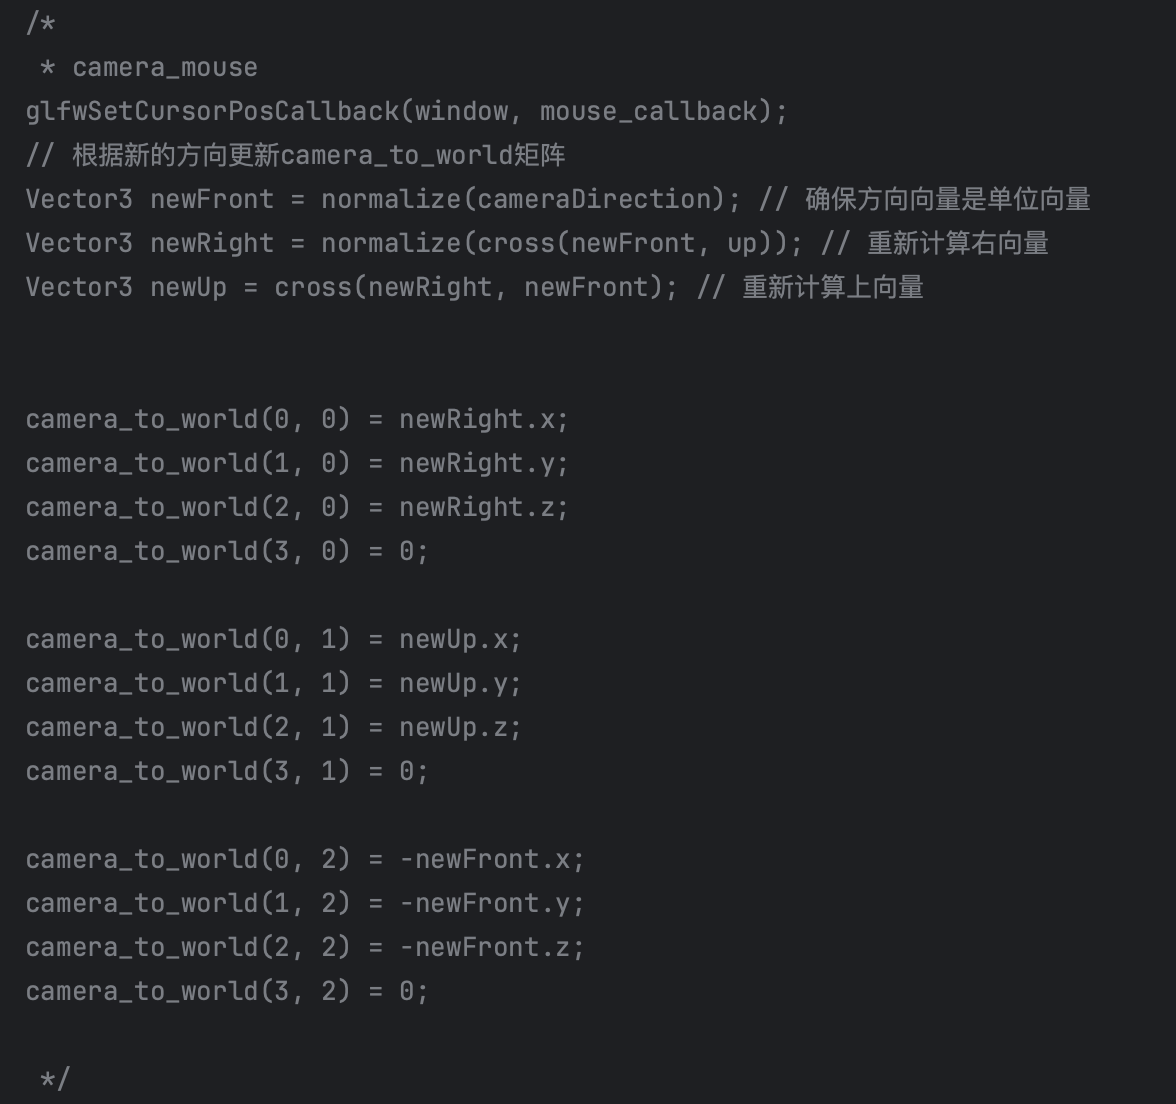 /*
* camera_mouse
glfwSetCursorPosCallback(window, mouse_callback);
// 根据新的方向更新camera_to_world矩阵
Vector3 newFront = normalize(cameraDirection); // 确保方向向量是单位向量
Vector3 newRight = normalize(cross(newFront, up)); // 重新计算右向量
Vector3 newUp = cross(newRight, newFront); // 重新计算上向量
camera_to_world(0, 0) = newRight.x;
camera_to_world(1, 0) = newRight.y;
camera_to_world(2, 0) = newRight.z;
camera_to_world(3, 0) = 0;
camera_to_world(0, 1) = newUp.x;
camera_to_world(1, 1) = newUp.y;
camera_to_world(2, 1) = newUp.z;
camera_to_world(3, 1) = 0;
camera_to_world(0, 2) = -newFront.x;
camera_to_world(1, 2) = -newFront.y;
camera_to_world(2, 2) = -newFront.z;
camera_to_world(3, 2) = 0;
*/